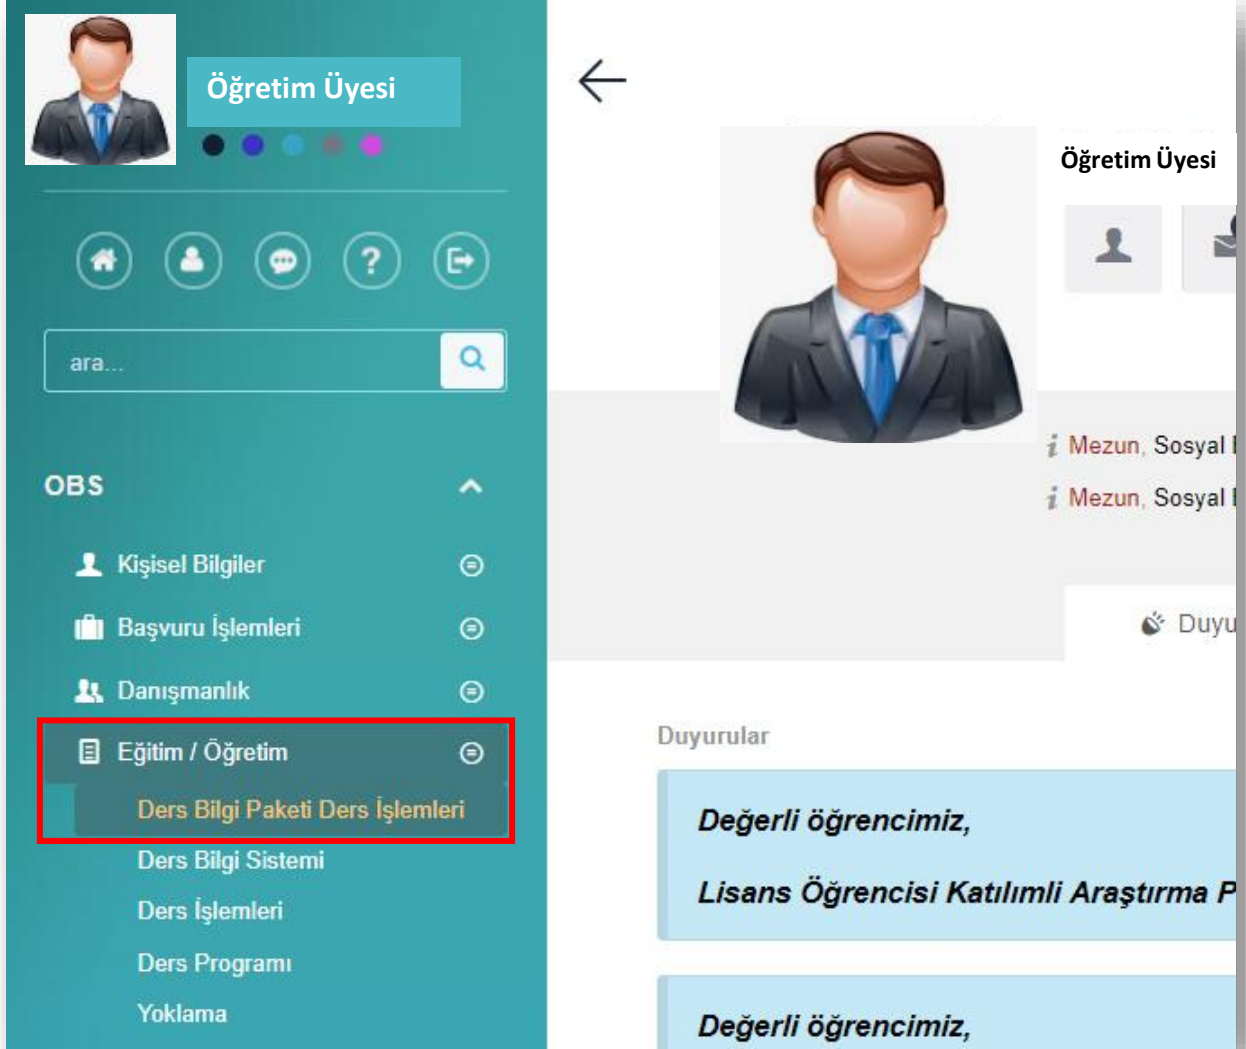 Öğretim Üyesi
Öğretim Üyesi
ara...
Mezun, Sosyal
OBS
Mezun, Sosyal
Kişisel Bilgiler
Başvuru İşlemleri
Duyu
Danışmanlık
Eğitim / Öğretim
Duyurular
Ders Bilgi Paketi Ders İşlemleri
Değerli öğrencimiz,
Ders Bilgi Sistemi
Lisans Öğrencisi Katılımli Araştırma P
Ders İşlemleri
Ders Programı
Yoklama
Değerli öğrencimiz,